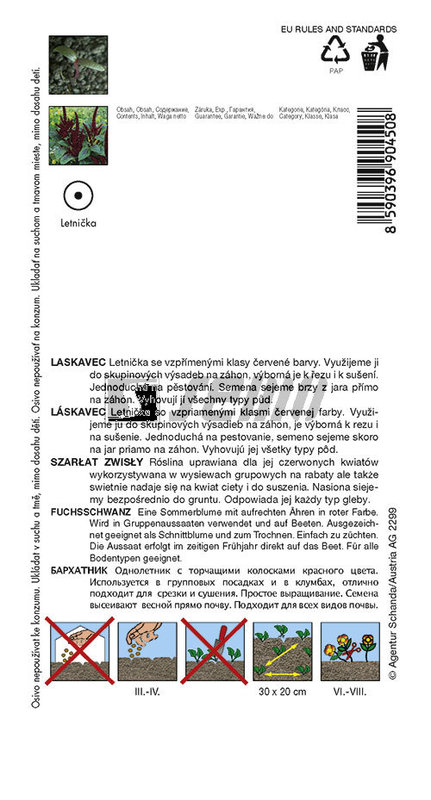 EU RULES AND STANDARDS
PAP
Obsah, Obsah, Содержание,
Contents, Inhalt, Waga netto
Záruka, Exp., Гарантия,
Guarantee, Garantie, Ważne do
Kategorie, Kategória, Класс,
Category, Klasse, Klasa
8 590396 904508
Letnička
Osivo nepoužívat ke konzumu. Ukládat v suchu a tmě, mimo dosahu dětí. Osivo nepoužívať na konzum. Ukladať na suchom a tmavom mieste, mimo dosahu detí.
LASKAVEC Letnička se vzpřímenými klasy červené barvy. Využijeme ji
do skupinových výsadeb na záhon, výborná je k řezu i k sušení.
Jednoduchá na pěstování. Semena sejeme brzy z jara přímo
na záhon. Vyhovují jí všechny typy půd.
LÁSKAVEC Letnička so vzpriamenými klasmi červenej farby. Využi-
jeme ju do skupinových výsadieb na záhon, je výborná k rezu i
na sušenie. Jednoduchá na pestovanie, semeno sejeme skoro
na jar priamo na záhon. Vyhovujú jej všetky typy pôd.
SZARŁAT ZWISŁY Róslina uprawiana dla jej czerwonych kwiatów
wykorzystywana w wysiewach grupowych na rabaty ale także
swietnie nadaje się na kwiat ciety i do suszenia. Nasiona sieje-
my bezpośrednio do gruntu. Odpowiada jej każdy typ gleby.
FUCHSSCHWANZ Eine Sommerblume mit aufrechten Ähren in roter Farbe.
Wird in Gruppenaussaaten verwendet und auf Beeten. Ausgezeich-
net geeignet als Schnittblume und zum Trochnen. Einfach zu züchten.
Die Aussaat erfolgt im zeitigen Frühjahr direkt auf das Beet. Für alle
Bodentypen geeignet.
БАРХАТНИК Однолетник с торчащими колосками красного цвета.
Используется в групповых посадках и в клумбах, отлично
подходит для срезки и сушения. Простое выращивание. Семена
высеивают весной прямо почву. Подходит для всех видов почвы.
© Agentur Schanda/Austria AG 2299
III.-IV.
30 x 20 cm
VI.-VIII.